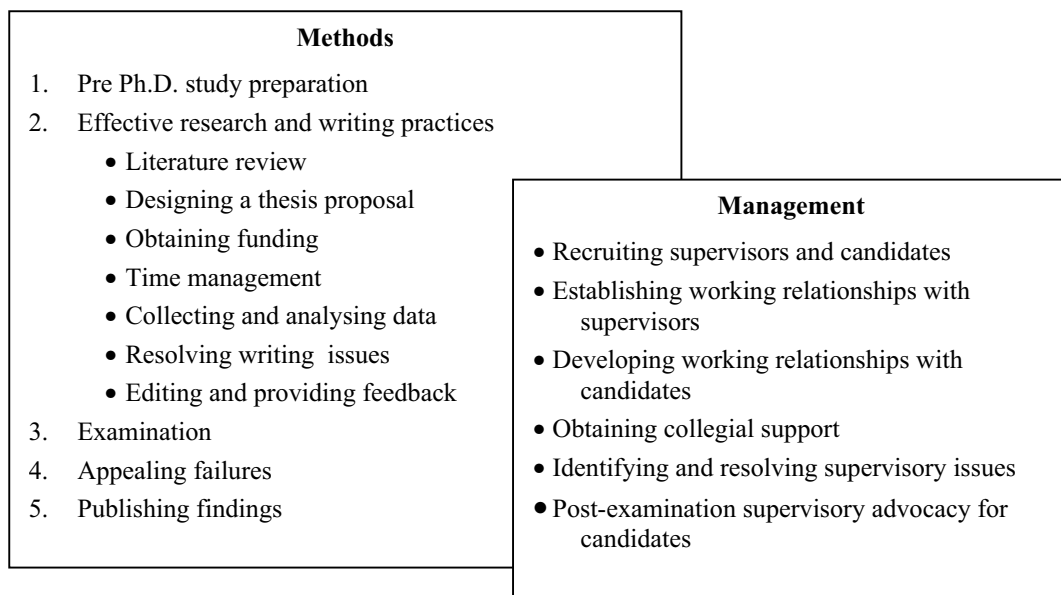 Methods
1. Pre Ph.D. study preparation
2. Effective research and writing practices
• Literature review
• Designing a thesis proposal
• Obtaining funding
• Time management
• Collecting and analysing data
• Resolving writing issues
• Editing and providing feedback
3. Examination
4. Appealing failures
5. Publishing findings
Management
• Recruiting supervisors and candidates
• Establishing working relationships with
supervisors
• Developing working relationships with
candidates
• Obtaining collegial support
• Identifying and resolving supervisory issues
• Post-examination supervisory advocacy for
candidates